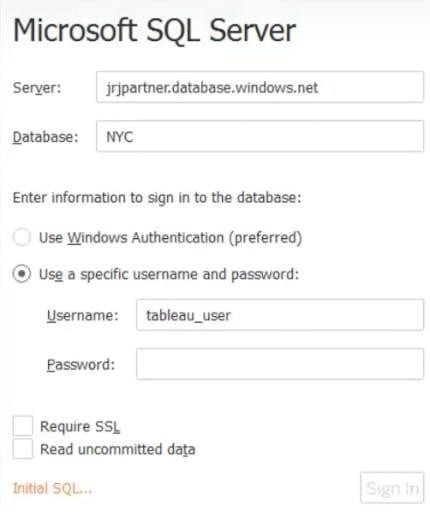 Microsoft SQL Server
Server: jrjpartner.database.windows.net
Database: NYC
Enter information to sign in to the database:
Use Windows Authentication (preferred)
Use a specific username and password:
Username: tableau_user
Password:
Require SSL
Read uncommitted data
Initial SQL... Sign In